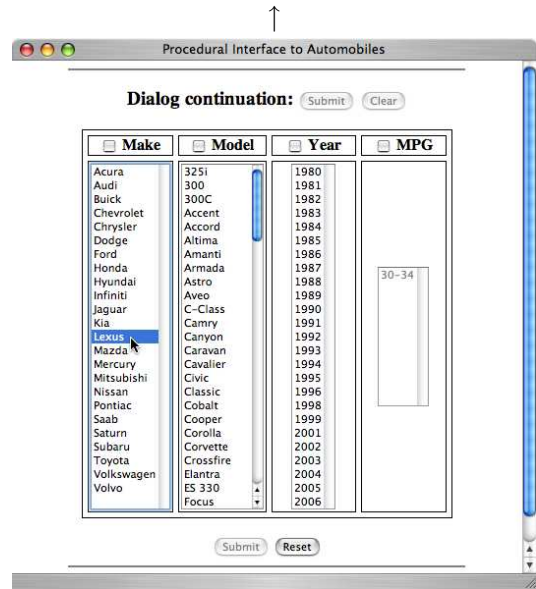 ↑
Procedural Interface to Automobiles
Dialog continuation: Submit Clear
Make Model Year MPG
Acura 325i 1980
Audi 300 1981
Buick 300C 1982
Chevrolet Accent 1983
Chrysler Accord 1984
Dodge Altima 1985
Ford Amanti 1986
Honda Armada 1987
Hyundai Astro 1988 30-34
Infiniti Aveo 1989
Jaguar C-Class 1990
Kia Camry 1991
Lexus Canyon 1992
Mazda Caravan 1993
Mercury Cavalier 1994
Mitsubishi Civic 1995
Nissan Classic 1996
Pontiac Cobalt 1998
Saab Cooper 1999
Saturn Corolla 2001
Subaru Corvette 2002
Toyota Crossfire 2003
Volkswagen Elantra 2004
Volvo ES 330 2005
Focus 2006
Submit Reset